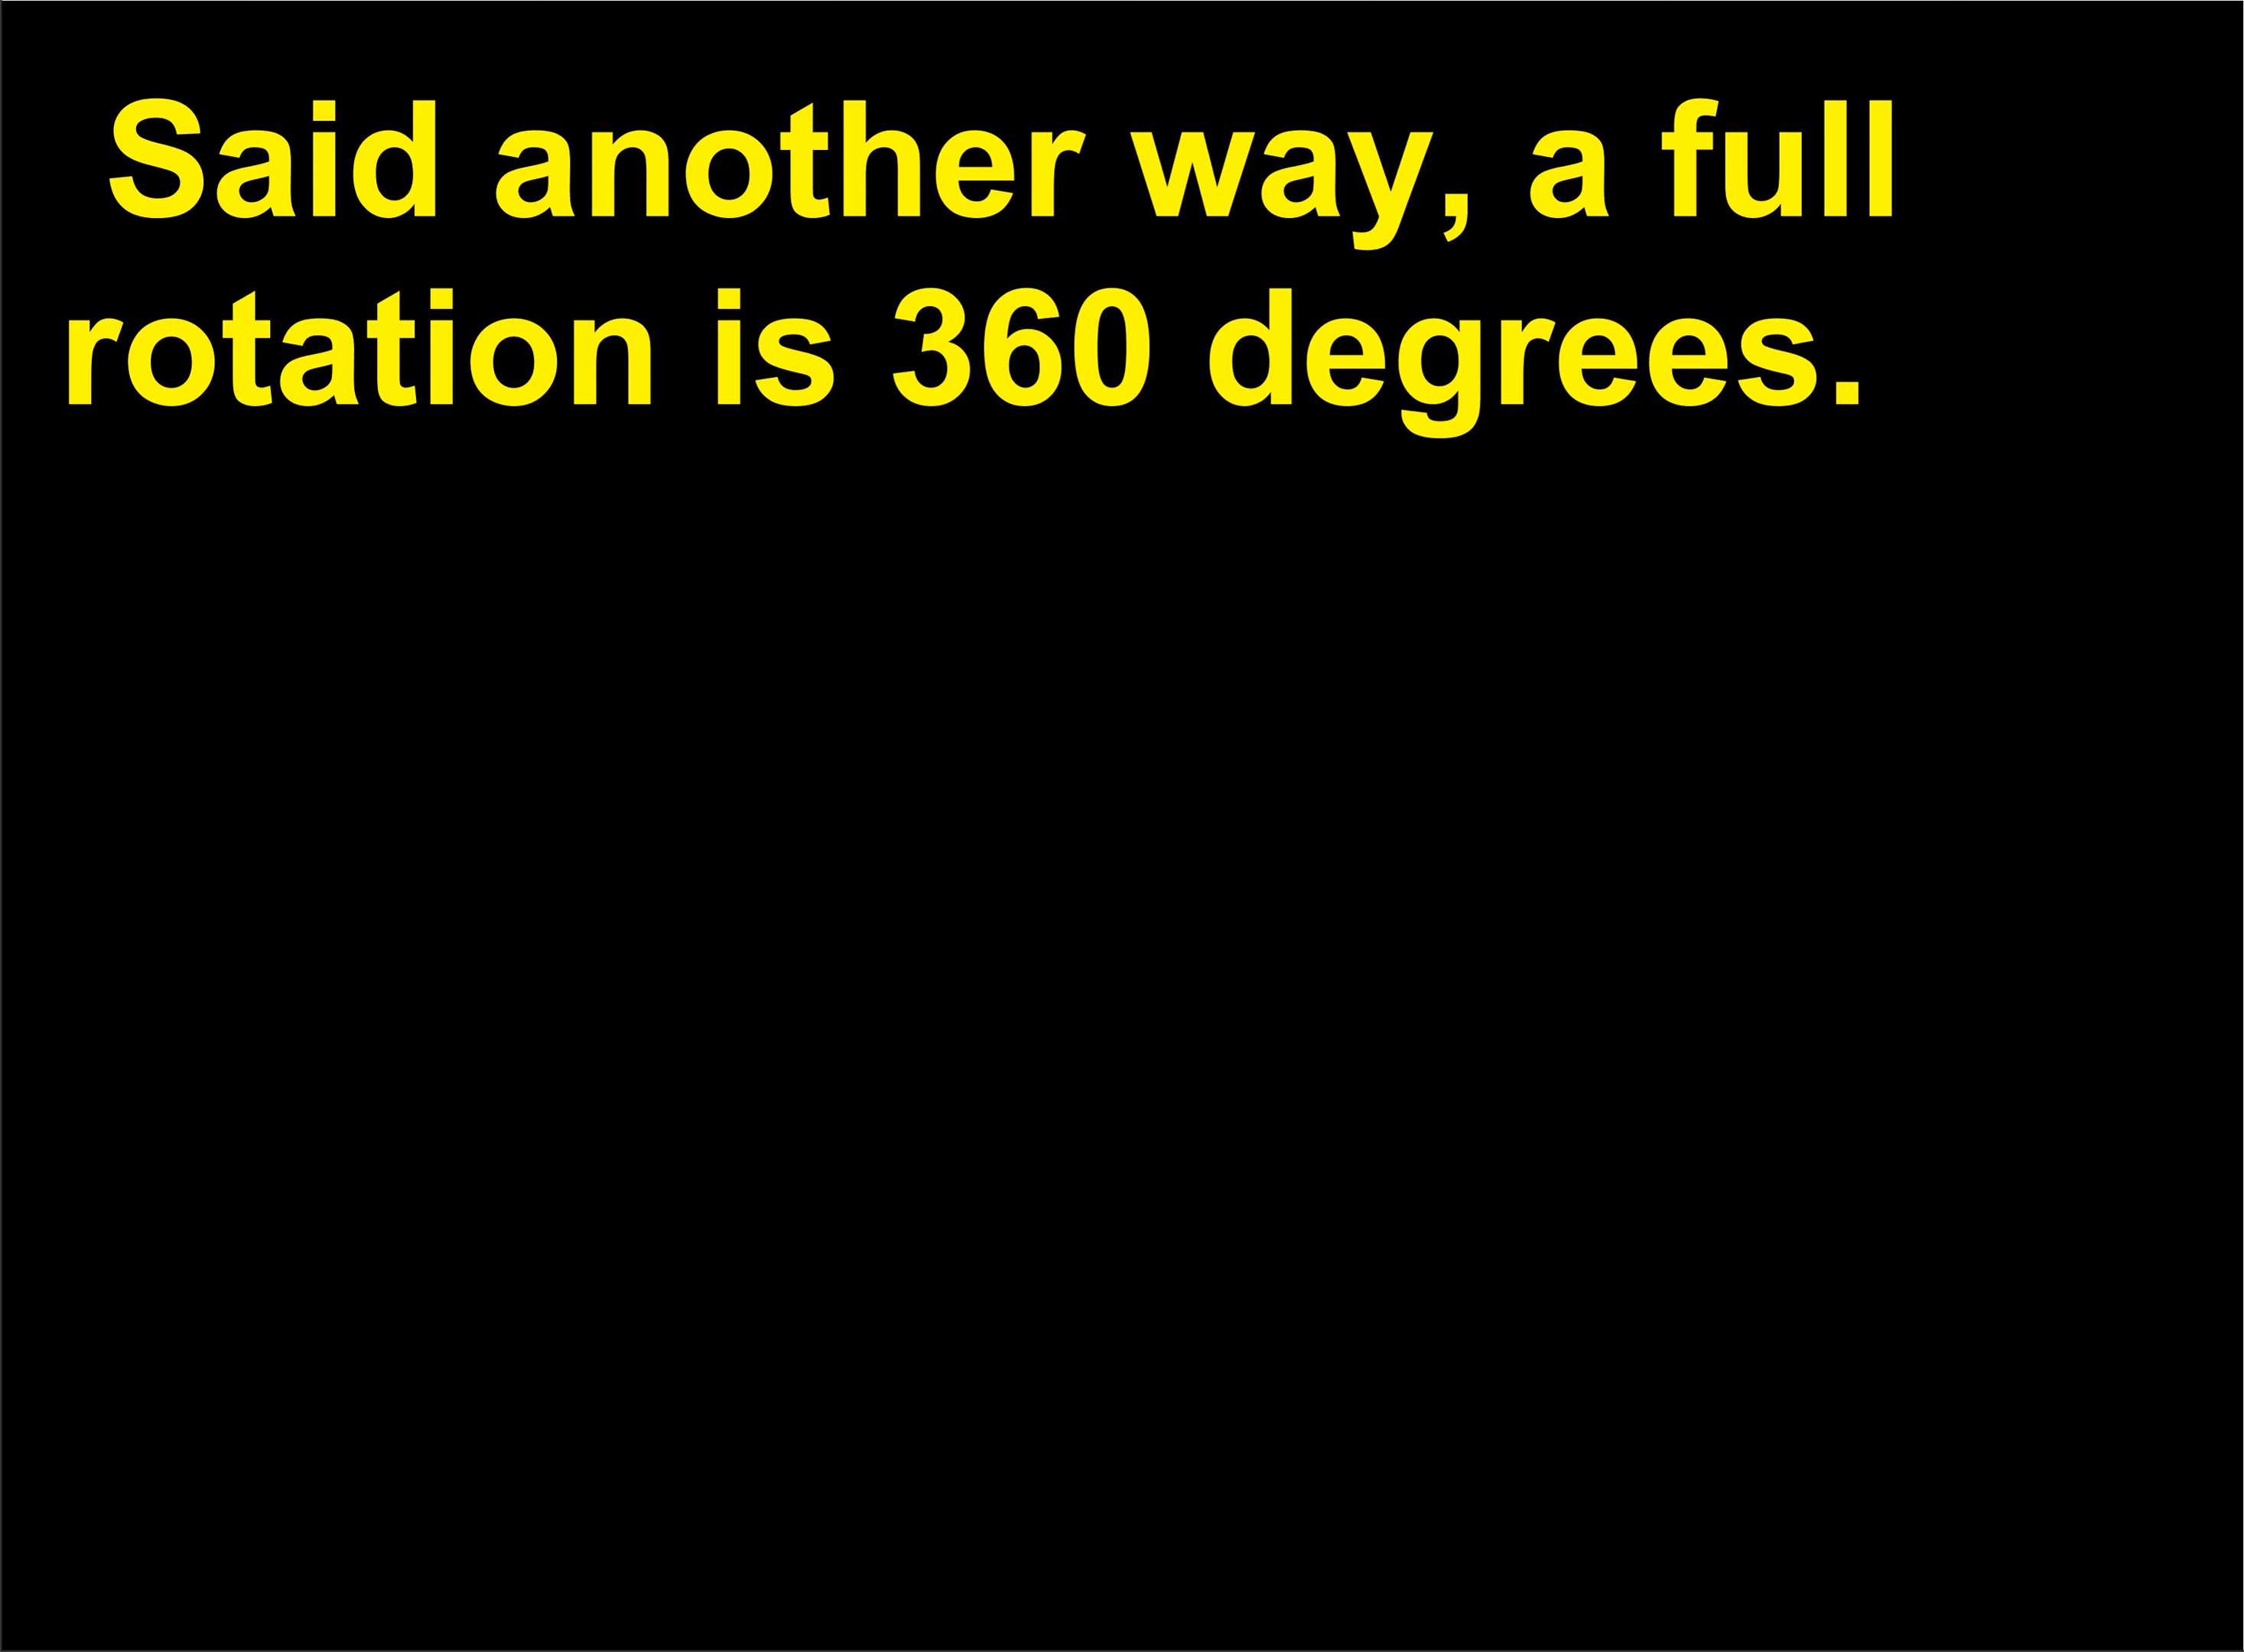 Said another way, a full
rotation is 360 degrees.